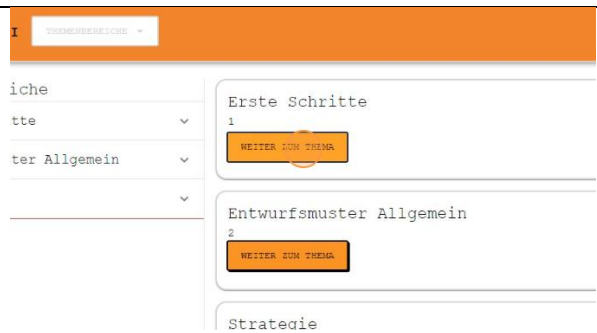 I THEMENBEREICHE
iche
tte
ter Allgemein
Erste Schritte
1
WEITER ZUM THEMA
Entwurfsmuster Allgemein
2
WEITER ZUM THEMA
Strategie